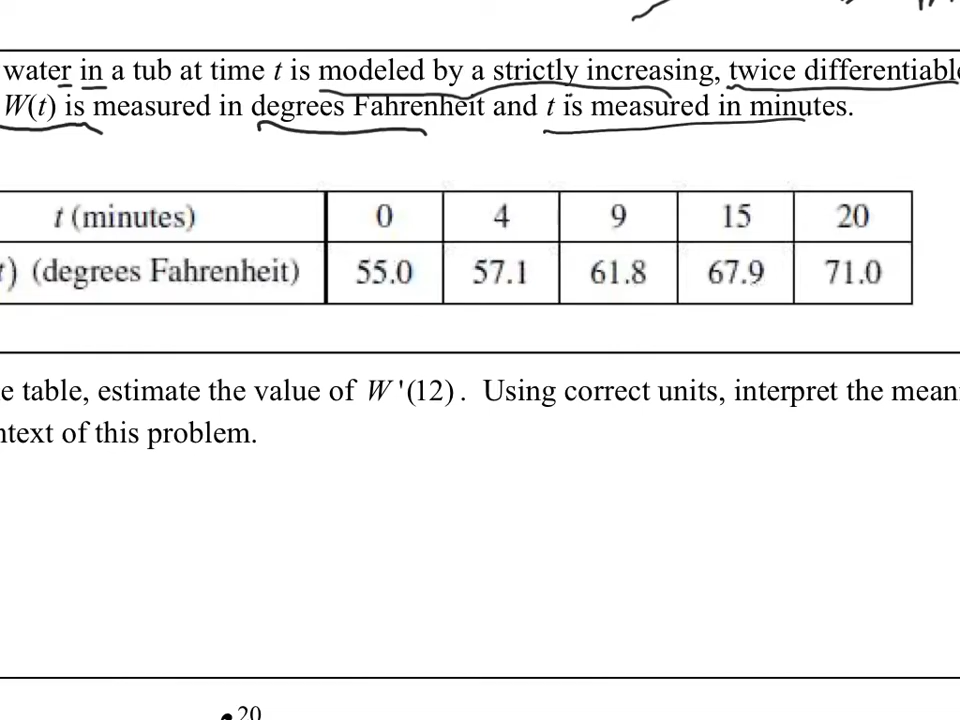 water in a tub at time t is modeled by a strictly increasing, twice differentiable
W(t) is measured in degrees Fahrenheit and t is measured in minutes.
t (minutes) 0 4 9 15 20
t) (degrees Fahrenheit) 55.0 57.1 61.8 67.9 71.0
e table, estimate the value of W'(12). Using correct units, interpret the mean
ntext of this problem.
20